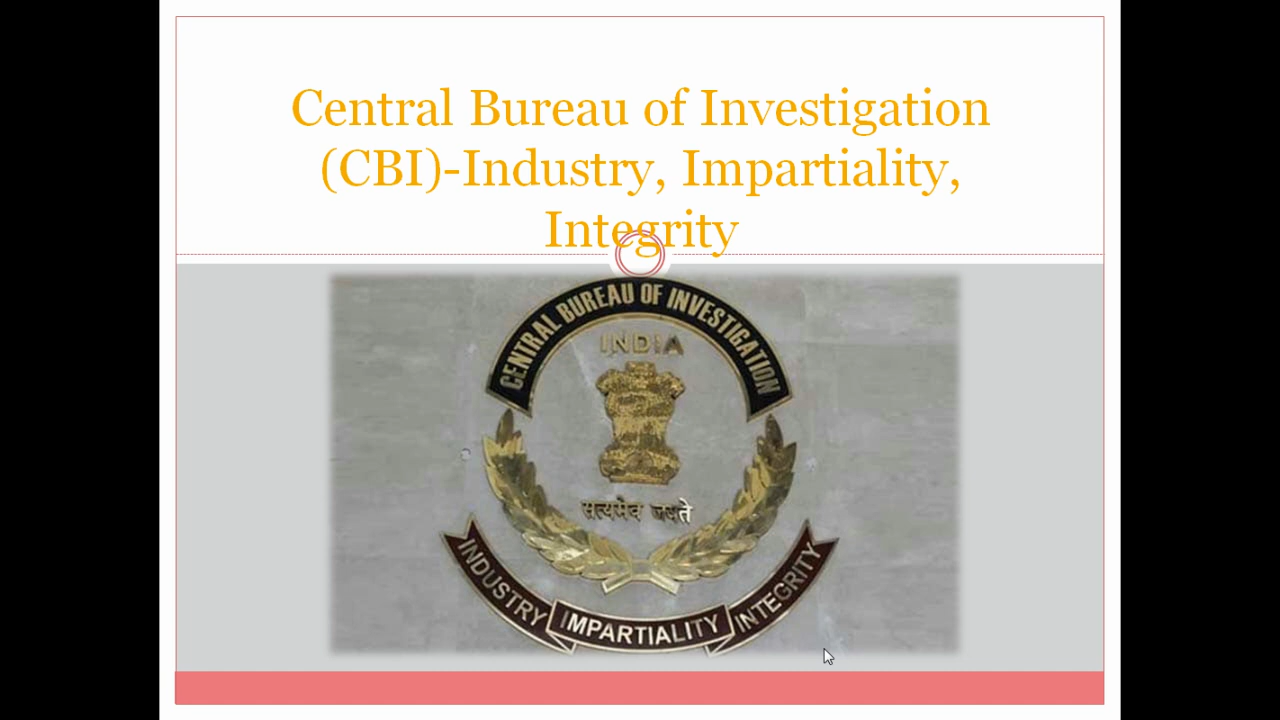 Central Bureau of Investigation
(CBI)-Industry, Impartiality,
Integrity
CENTRAL BUREAU OF INVESTIGATION
INDIA
सत्यमेव जयते
INDUSTRY IMPARTIALITY INTEGRITY